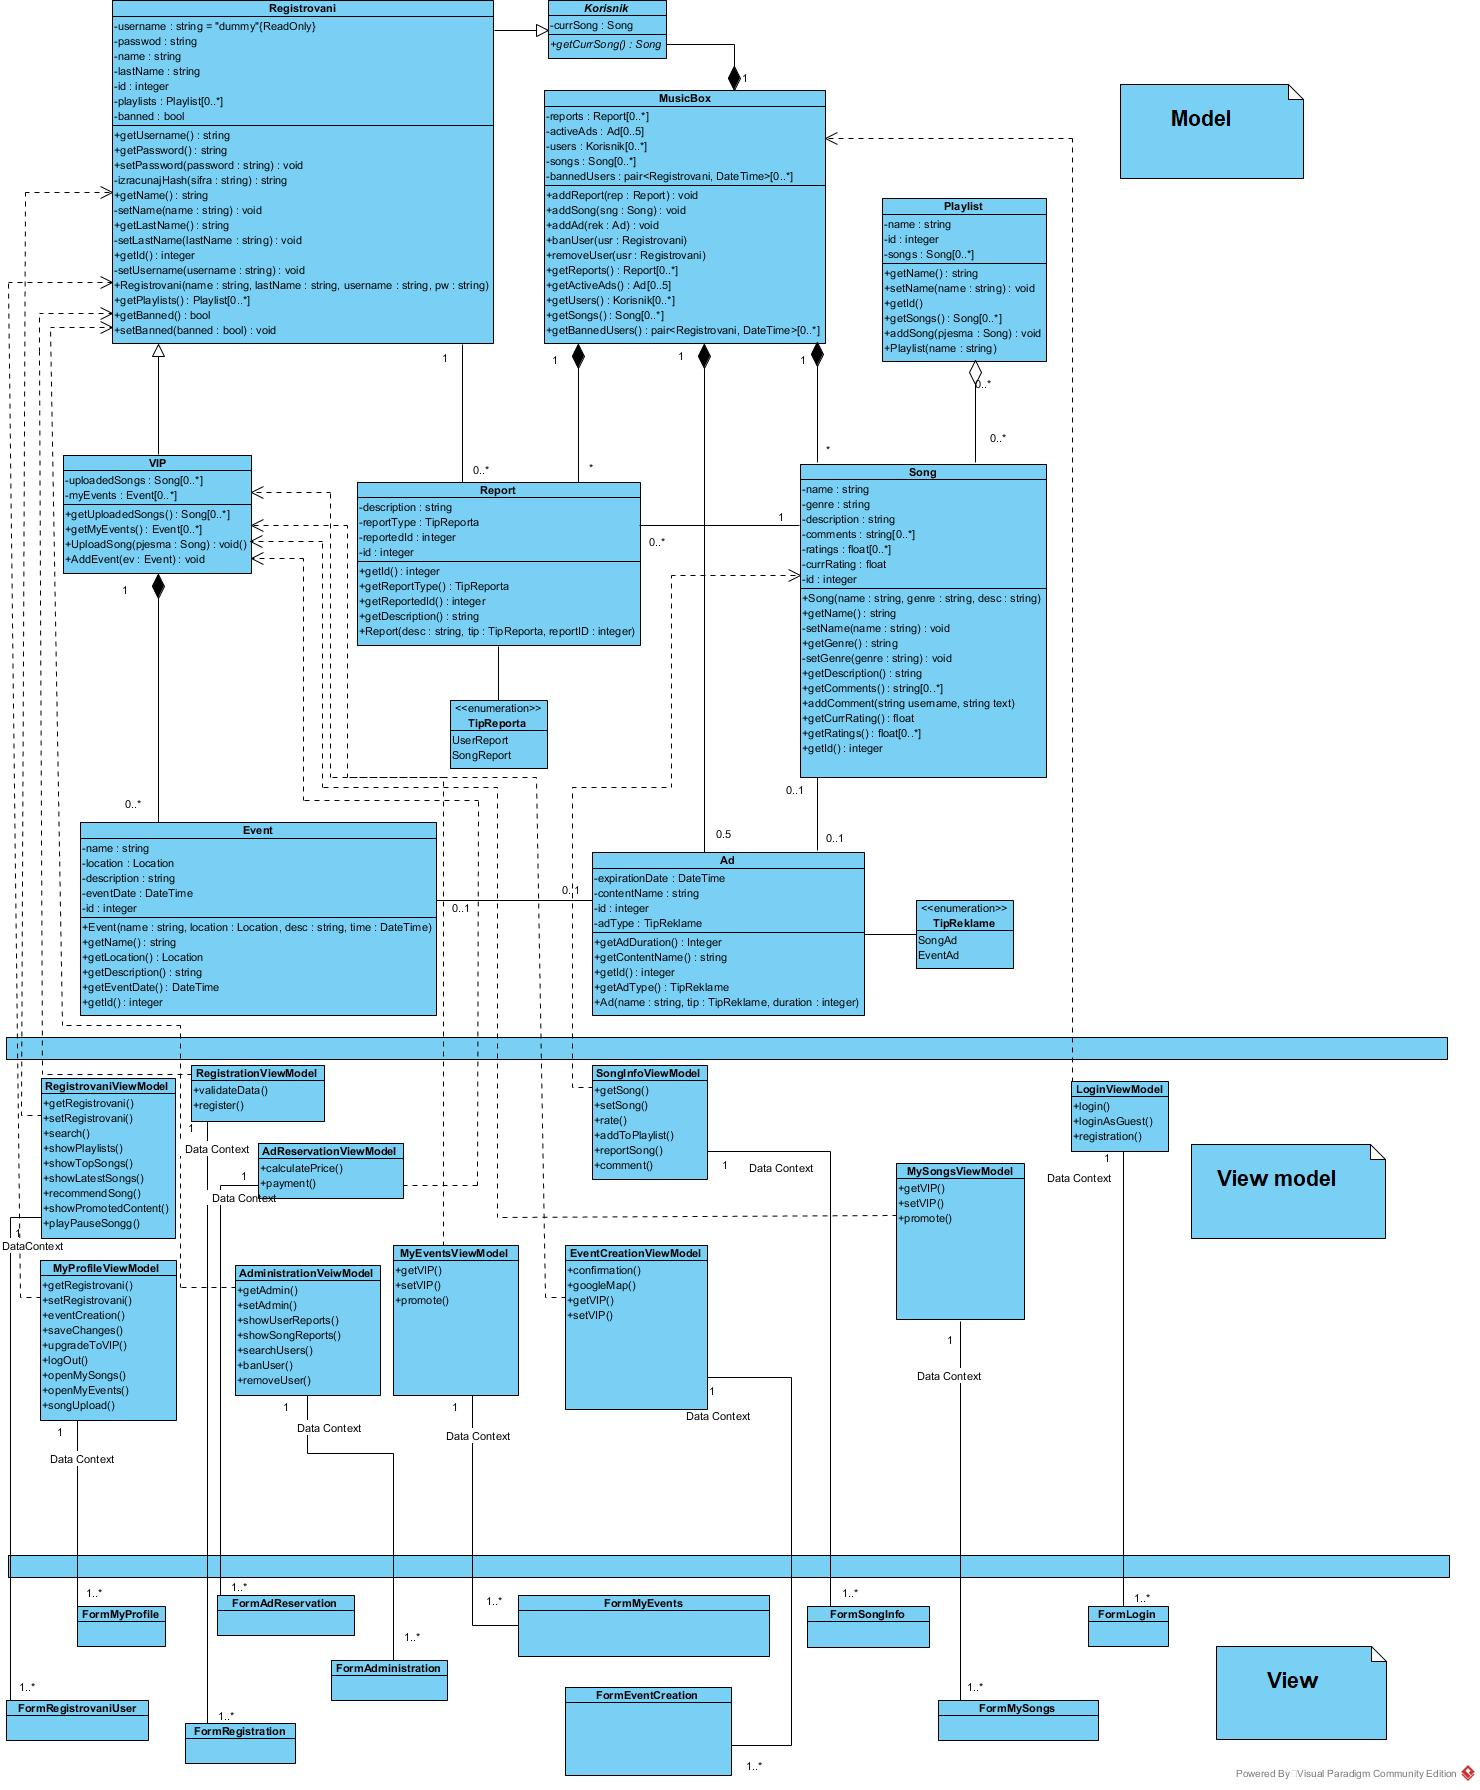 Registrovani
-username : string = "dummy"{ReadOnly}
-passwod : string
-name : string
-lastName : string
-id : integer
-playlists : Playlist[0..*]
-banned : bool
+getUsername() : string
+getPassword() : string
+setPassword(password : string) : void
-izracunajHash(sifra : string) : string
+getName() : string
-setName(name : string) : void
+getLastName() : string
-setLastName(lastName : string) : void
+getId() : integer
-setUsername(username : string) : void
+Registrovani(name : string, lastName : string, username : string, pw : string)
+getPlaylists() : Playlist[0..*]
+getBanned() : bool
+setBanned(banned : bool) : void
Korisnik
-currSong : Song
+getCurrSong() : Song
1
MusicBox
-reports : Report[0..*]
-activeAds : Ad[0..5]
-users : Korisnik[0..*]
-songs : Song[0..*]
-bannedUsers : pair<Registrovani, DateTime>[0..*]
+addReport(rep : Report) : void
+addSong(sng : Song) : void
+addAd(rek : Ad) : void
+banUser(usr : Registrovani)
+removeUser(usr : Registrovani)
+getReports() : Report[0..*]
+getActiveAds() : Ad[0..5]
+getUsers() : Korisnik[0..*]
+getSongs() : Song[0..*]
+getBannedUsers() : pair<Registrovani, DateTime>[0..*]
Model
Playlist
-name : string
-id : integer
-songs : Song[0..*]
+getName() : string
+setName(name : string) : void
+getId()
+getSongs() : Song[0..*]
+addSong(pjesma : Song) : void
+Playlist(name : string)
1
1
1
1
0..*
0..*
0..*
*
*
VIP
-uploadedSongs : Song[0..*]
-myEvents : Event[0..*]
+getUploadedSongs() : Song[0..*]
+getMyEvents() : Event[0..*]
+UploadSong(pjesma : Song) : void()
+AddEvent(ev : Event) : void
1
0..*
Report
-description : string
-reportType : TipReporta
-reportedId : integer
-id : integer
+getId() : integer
+getReportType() : TipReporta
+getReportedId() : integer
+getDescription() : string
+Report(desc : string, tip : TipReporta, reportID : integer)
1
0..*
<<enumeration>>
TipReporta
UserReport
SongReport
Song
-name : string
-genre : string
-description : string
-comments : string[0..*]
-ratings : float[0..*]
-currRating : float
-id : integer
+Song(name : string, genre : string, desc : string)
+getName() : string
-setName(name : string) : void
+getGenre() : string
-setGenre(genre : string) : void
+getDescription() : string
+getComments() : string[0..*]
+addComment(string username, string text)
+getCurrRating() : float
+getRatings() : float[0..*]
+getId() : integer
0..1
0..1
0.5
Event
-name : string
-location : Location
-description : string
-eventDate : DateTime
-id : integer
+Event(name : string, location : Location, desc : string, time : DateTime)
+getName() : string
+getLocation() : Location
+getDescription() : string
+getEventDate() : DateTime
+getId() : integer
0..1
0..1
Ad
-expirationDate : DateTime
-contentName : string
-id : integer
-adType : TipReklame
+getAdDuration() : Integer
+getContentName() : string
+getId() : integer
+getAdType() : TipReklame
+Ad(name : string, tip : TipReklame, duration : integer)
<<enumeration>>
TipReklame
SongAd
EventAd
RegistrovaniViewModel
+getRegistrovani()
+setRegistrovani()
+search()
+showPlaylists()
+showTopSongs()
+showLatestSongs()
+recommendSong()
+showPromotedContent()
+playPauseSongg()
1
DataContext
RegistrationViewModel
+validateData()
+register()
1
Data Context
AdReservationViewModel
+calculatePrice()
+payment()
1
Data Context
SongInfoViewModel
+getSong()
+setSong()
+rate()
+addToPlaylist()
+reportSong()
+comment()
1
Data Context
LoginViewModel
+login()
+loginAsGuest()
+registration()
1
Data Context
View model
MySongsViewModel
+getVIP()
+setVIP()
+promote()
1
Data Context
MyProfileViewModel
+getRegistrovani()
+setRegistrovani()
+eventCreation()
+saveChanges()
+upgradeToVIP()
+logOut()
+openMySongs()
+openMyEvents()
+songUpload()
1
Data Context
AdministrationVeiwModel
+getAdmin()
+setAdmin()
+showUserReports()
+showSongReports()
+searchUsers()
+banUser()
+removeUser()
1
Data Context
MyEventsViewModel
+getVIP()
+setVIP()
+promote()
1
Data Context
EventCreationViewModel
+confirmation()
+googleMap()
+getVIP()
+setVIP()
1
Data Context
1..*
FormMyProfile
1..*
FormAdReservation
1..*
FormMyEvents
1..*
FormSongInfo
1..*
FormLogin
1..*
FormAdministration
View
1..*
FormRegistrovaniUser
1..*
FormRegistration
FormEventCreation
1..*
1..*
FormMySongs
Powered By Visual Paradigm Community Edition